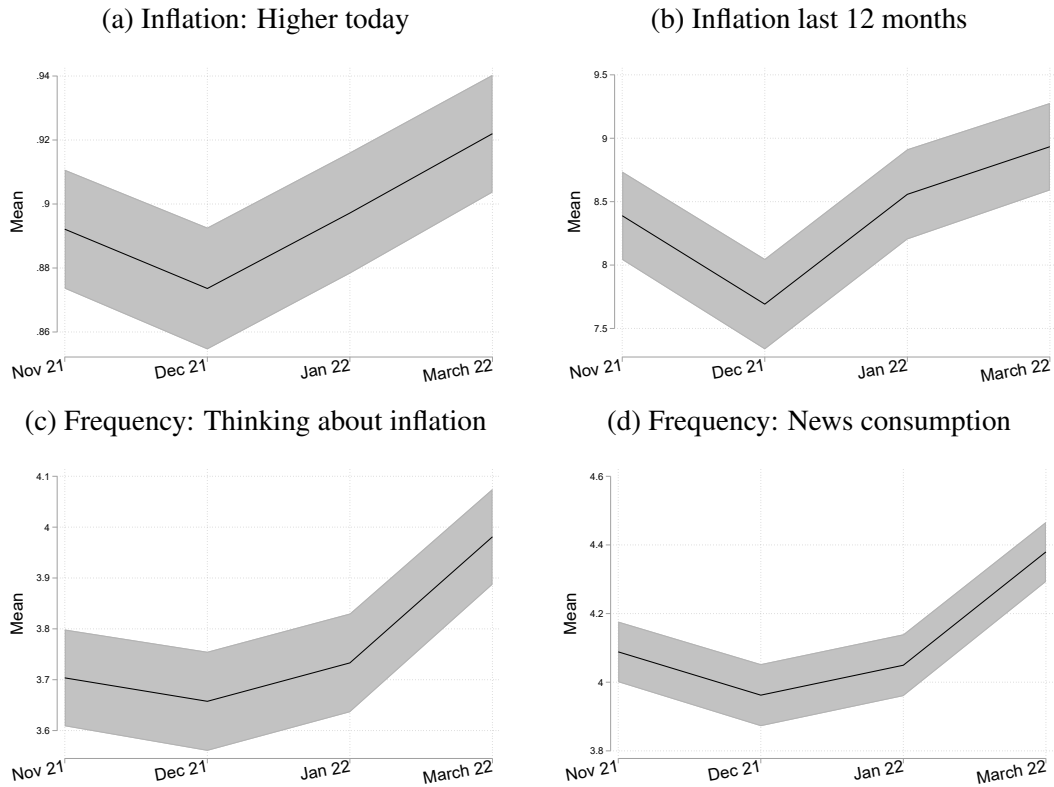 (a) Inflation: Higher today
.94
.92
.9
.88
.86
Mean
Nov 21
Dec 21
Jan 22
March 22
(b) Inflation last 12 months
9.5
9
8.5
8
7.5
Mean
Nov 21
Dec 21
Jan 22
March 22
(c) Frequency: Thinking about inflation
4.1
4
3.9
3.8
3.7
3.6
Mean
Nov 21
Dec 21
Jan 22
March 22
(d) Frequency: News consumption
4.6
4.4
4.2
4
3.8
Mean
Nov 21
Dec 21
Jan 22
March 22